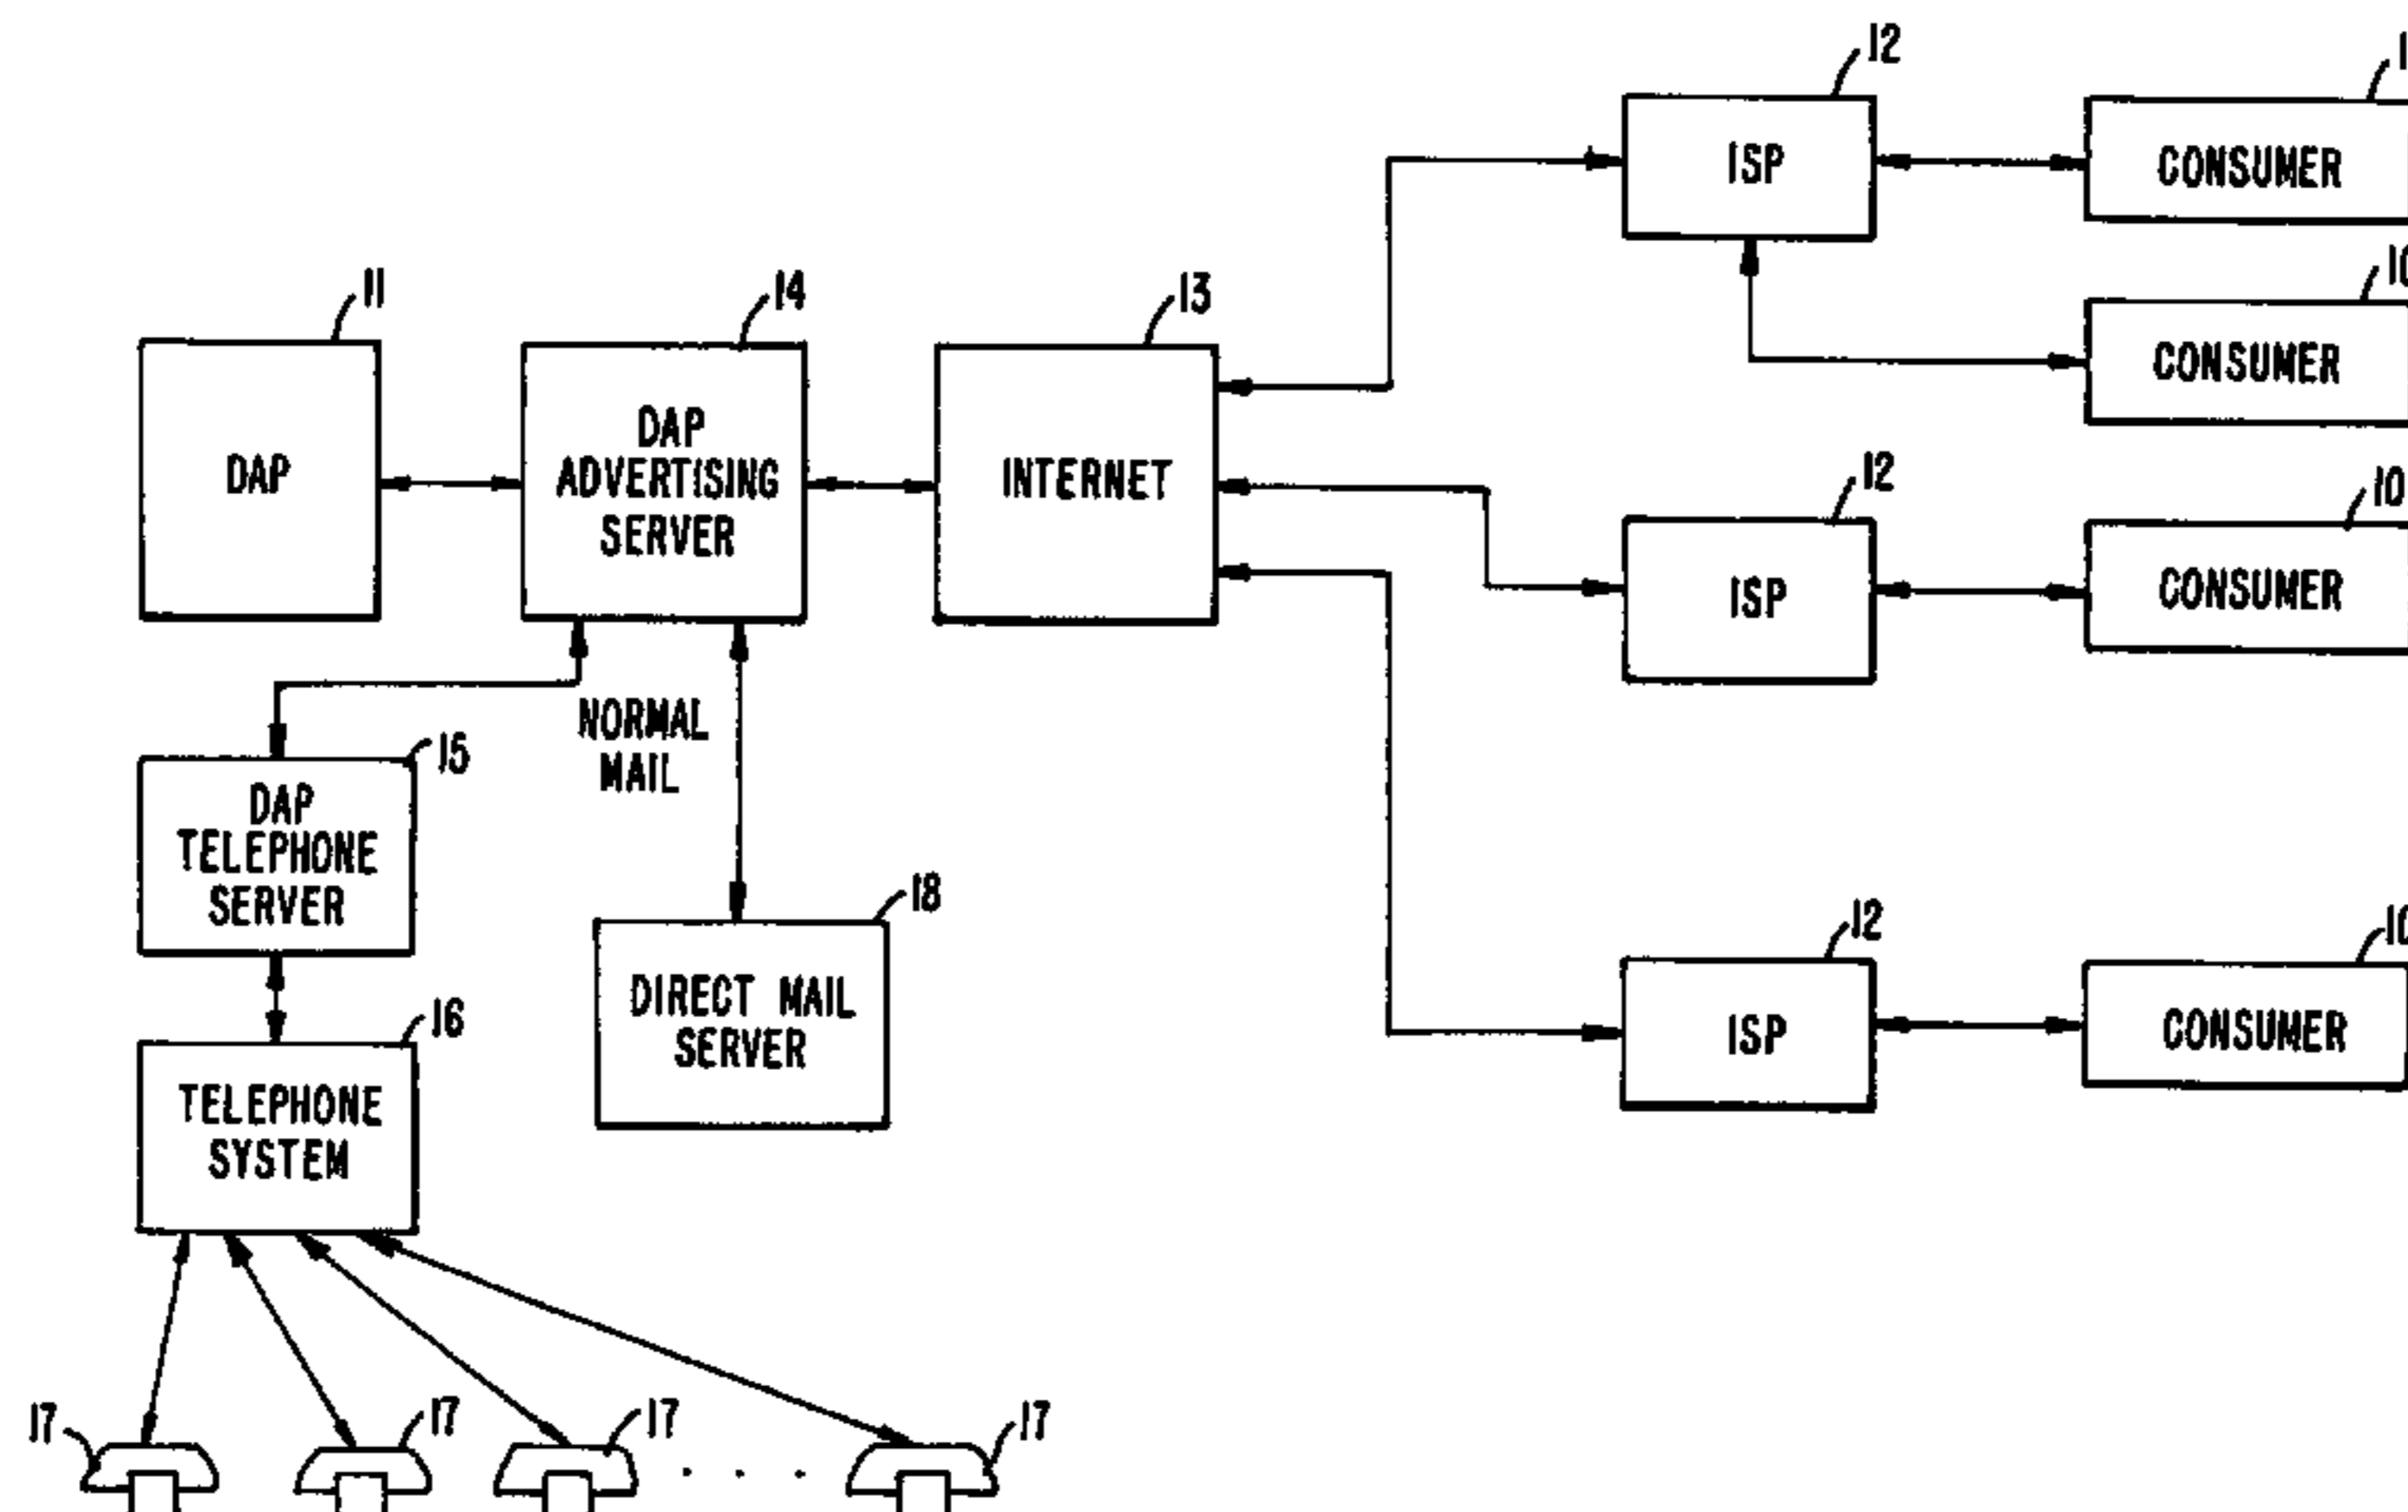 12
ISP
CONSUMER
CONSUMER
11
14
13
DAP
DAP
ADVERTISING
SERVER
INTERNET
12
10
ISP
CONSUMER
NORMAL
MAIL
15
DAP
TELEPHONE
SERVER
18
DIRECT MAIL
SERVER
12
ISP
CONSUMER
16
TELEPHONE
SYSTEM
17
17
17
. . .
17